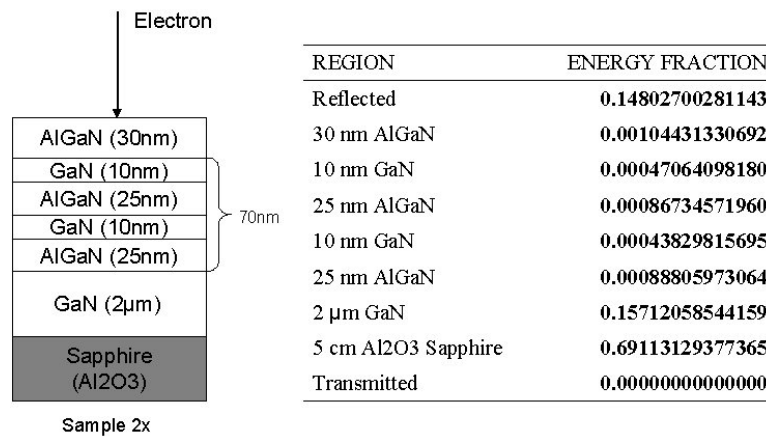 Electron
AlGaN (30nm)
GaN (10nm)
AlGaN (25nm)
GaN (10nm)
AlGaN (25nm)
70nm
GaN (2µm)
Sapphire
(Al2O3)
Sample 2x
REGION ENERGY FRACTION
Reflected 0.14802700281143
30 nm AlGaN 0.00104431330692
10 nm GaN 0.00047064098180
25 nm AlGaN 0.00086734571960
10 nm GaN 0.00043829815695
25 nm AlGaN 0.00088805973064
2 µm GaN 0.15712058544159
5 cm Al2O3 Sapphire 0.69113129377365
Transmitted 0.00000000000000